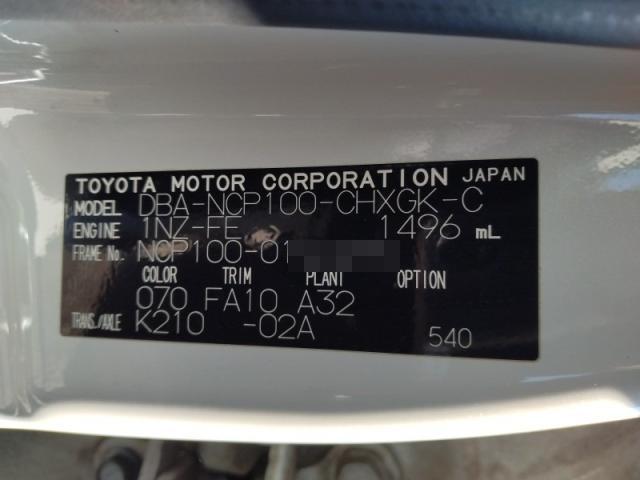 TOYOTA MOTOR CORPORATION JAPAN
MODEL DBA-NCP100-CHXGK-C
ENGINE 1NZ-FE 1496 mL
FRAME No. NCP100-01
COLOR TRIM PLANT OPTION
070 FA10 A32
TRANS./AXLE K210 -02A
540